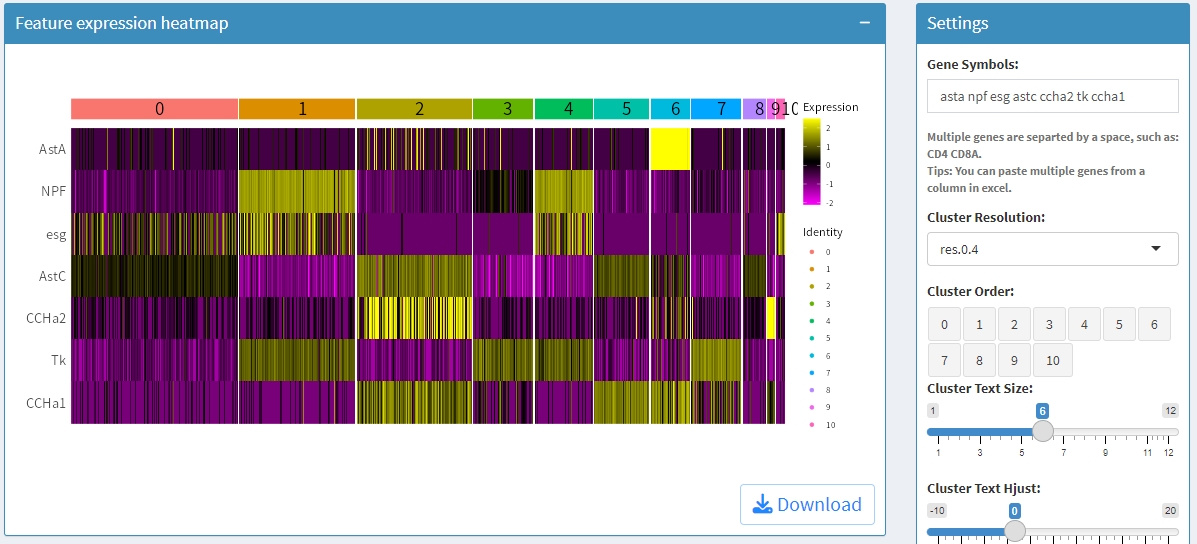 Feature expression heatmap
0 1 2 3 4 5 6 7 8 9 10
AstA
NPF
esg
AstC
CCHa2
Tk
CCHa1
Expression
2
1
0
-1
-2
Identity
0
1
2
3
4
5
6
7
8
9
10
Download
Settings
Gene Symbols:
asta npf esg astc ccha2 tk ccha1
Multiple genes are separted by a space, such as:
CD4 CD8A.
Tips: You can paste multiple genes from a
column in excel.
Cluster Resolution:
res.0.4
Cluster Order:
0 1 2 3 4 5 6
7 8 9 10
Cluster Text Size:
1 6 12
1 3 5 7 9 11 12
Cluster Text Hjust:
-10 0 20